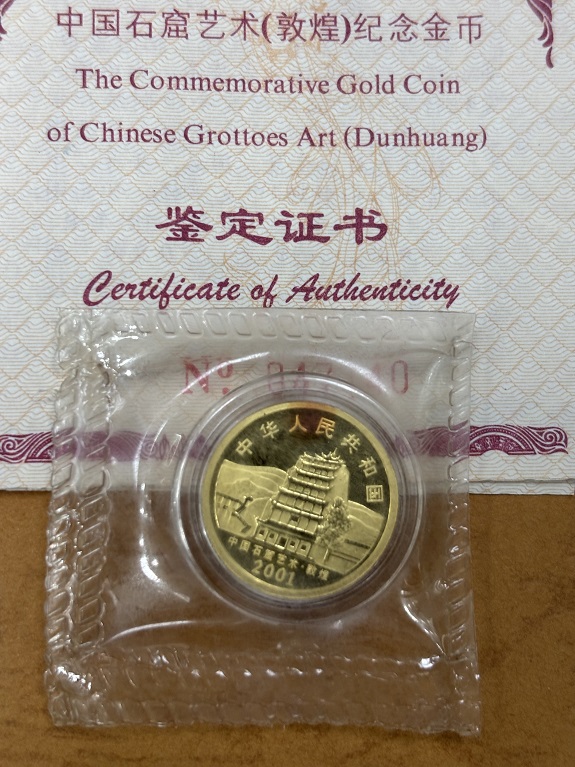 中国石窟艺术(敦煌)纪念金币
The Commemorative Gold Coin
of Chinese Grottoes Art (Dunhuang)
鉴定证书
Certificate of Authenticity
No.
中华人民共和国
中国石窟艺术·敦煌
2001